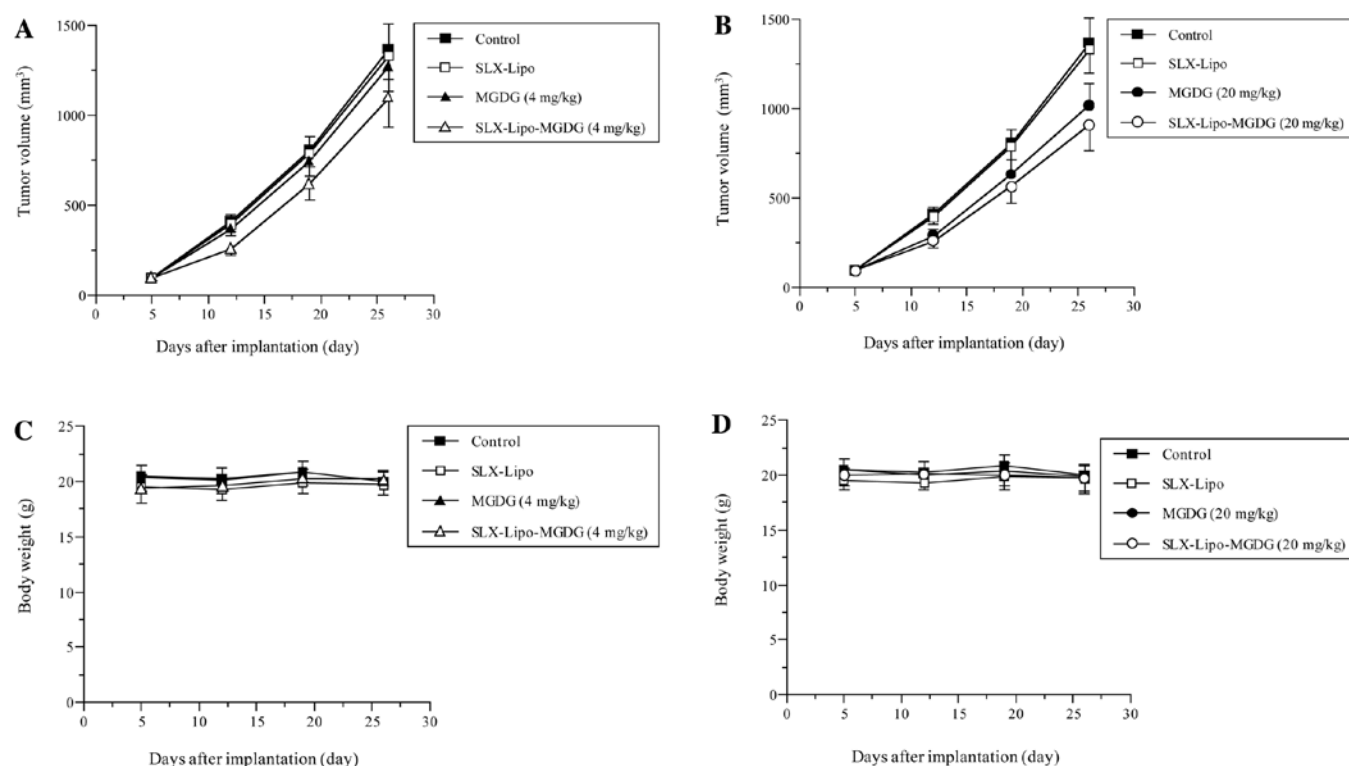 A
Tumor volume (mm³)
1500
1000
500
0
0 5 10 15 20 25 30
Days after implantation (day)
Control
SLX-Lipo
MGDG (4 mg/kg)
SLX-Lipo-MGDG (4 mg/kg)
B
Tumor volume (mm³)
1500
1000
500
0
0 5 10 15 20 25 30
Days after implantation (day)
Control
SLX-Lipo
MGDG (20 mg/kg)
SLX-Lipo-MGDG (20 mg/kg)
C
Body weight (g)
25
20
15
10
5
0
0 5 10 15 20 25 30
Days after implantation (day)
Control
SLX-Lipo
MGDG (4 mg/kg)
SLX-Lipo-MGDG (4 mg/kg)
D
Body weight (g)
25
20
15
10
5
0
0 5 10 15 20 25 30
Days after implantation (day)
Control
SLX-Lipo
MGDG (20 mg/kg)
SLX-Lipo-MGDG (20 mg/kg)